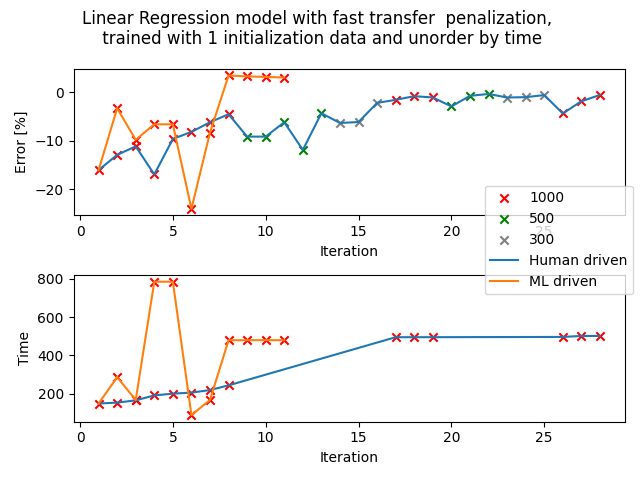 Linear Regression model with fast transfer  penalization,
trained with 1 initialization data and unorder by time
Error [%]
0
−10
−20
0 5 10 15 20 25
Iteration
1000
500
300
Human driven
ML driven
Time
800
600
400
200
0 5 10 15 20 25
Iteration